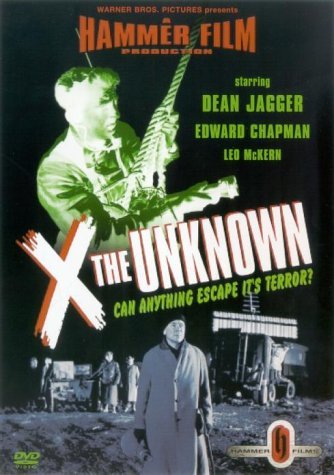 WARNER BROS. PICTURES presents
A
HAMMER FILM
PRODUCTION
starring
DEAN JAGGER
EDWARD CHAPMAN
LEO McKERN
X THE UNKNOWN
CAN ANYTHING ESCAPE IT'S TERROR?
DVD
VIDEO
HAMMER FILMS